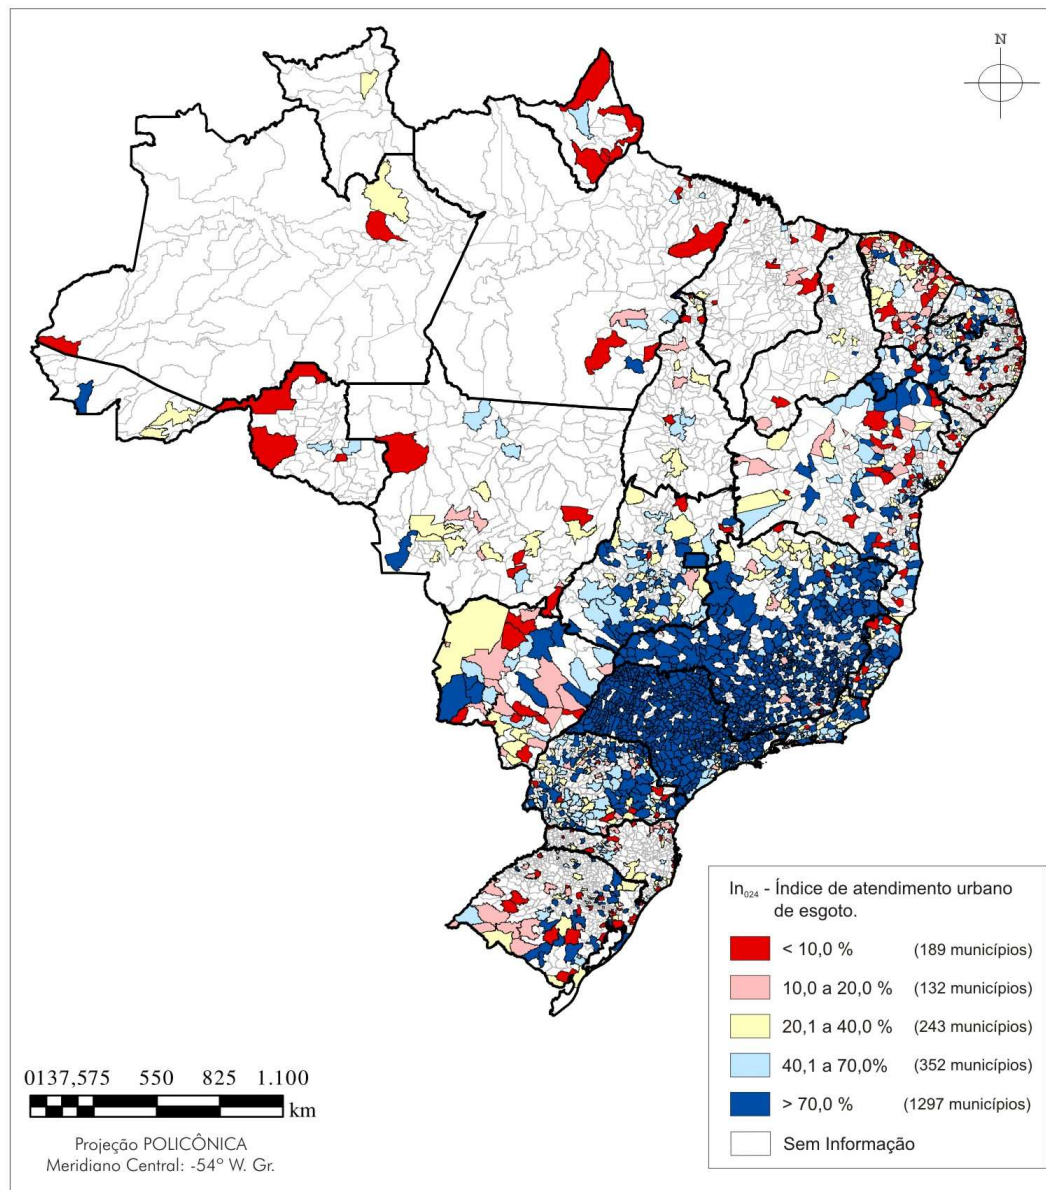 N
In024 - Índice de atendimento urbano
de esgoto.
< 10,0 % (189 municípios)
10,0 a 20,0 % (132 municípios)
20,1 a 40,0 % (243 municípios)
40,1 a 70,0% (352 municípios)
> 70,0 % (1297 municípios)
Sem Informação
0137,575 550 825 1.100
km
Projeção POLICÔNICA
Meridiano Central: -54º W. Gr.